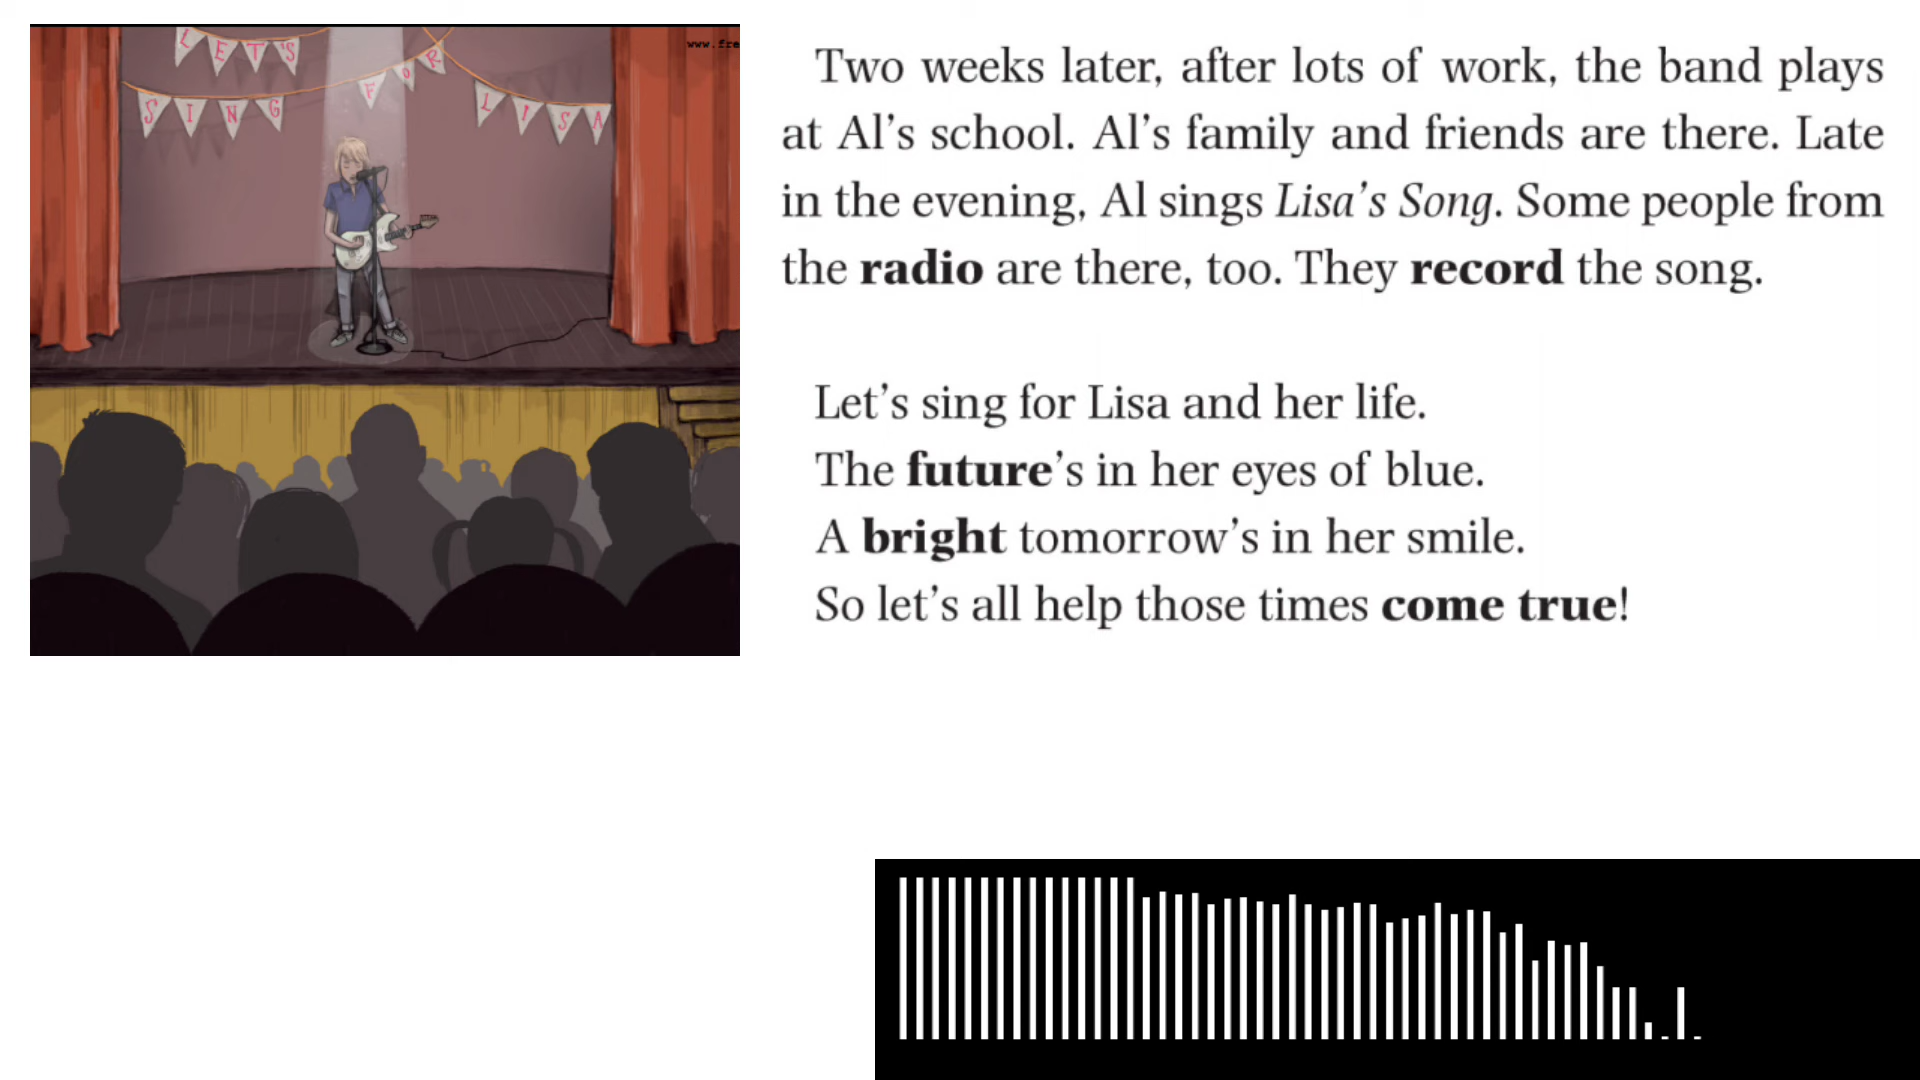 LET'S
SING FOR LISA
www.fre
Two weeks later, after lots of work, the band plays
at Al’s school. Al’s family and friends are there. Late
in the evening, Al sings Lisa’s Song. Some people from
the radio are there, too. They record the song.
Let’s sing for Lisa and her life.
The future’s in her eyes of blue.
A bright tomorrow’s in her smile.
So let’s all help those times come true!